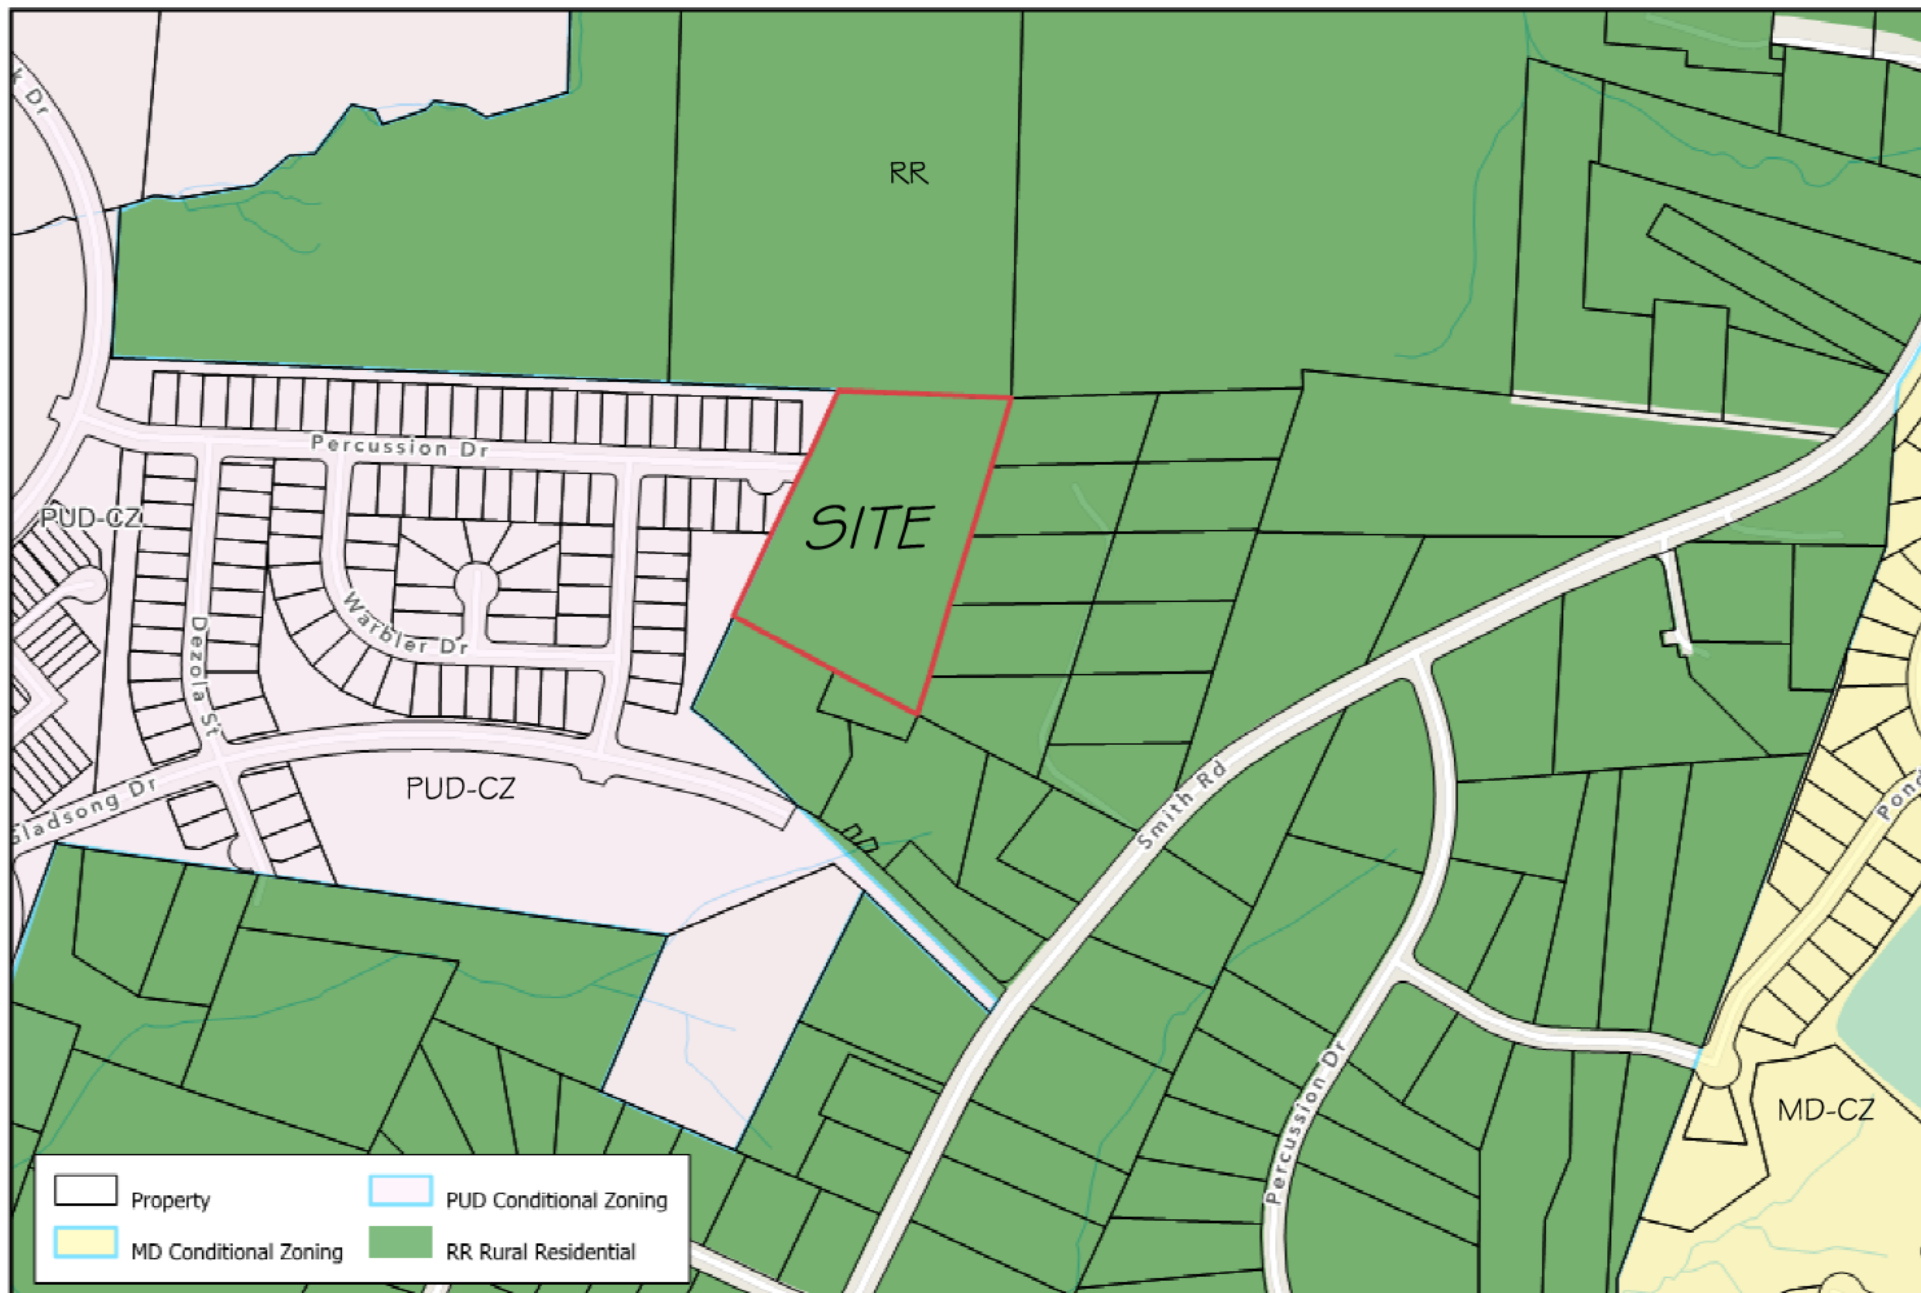 k Dr
RR
Percussion Dr
PUD-CZ
SITE
Warbler Dr
Dezola St
PUD-CZ
Gladsong Dr
Smith Rd
Pond
Percussion Dr
MD-CZ
Property
PUD Conditional Zoning
MD Conditional Zoning
RR Rural Residential